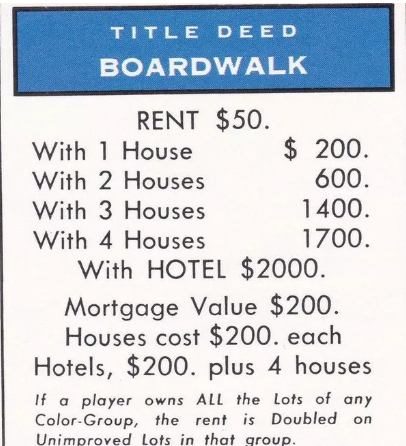 TITLE DEED
BOARDWALK
RENT $50.
With 1 House $ 200.
With 2 Houses 600.
With 3 Houses 1400.
With 4 Houses 1700.
With HOTEL $2000.
Mortgage Value $200.
Houses cost $200. each
Hotels, $200. plus 4 houses
If a player owns ALL the Lots of any
Color-Group, the rent is Doubled on
Unimproved Lots in that group.